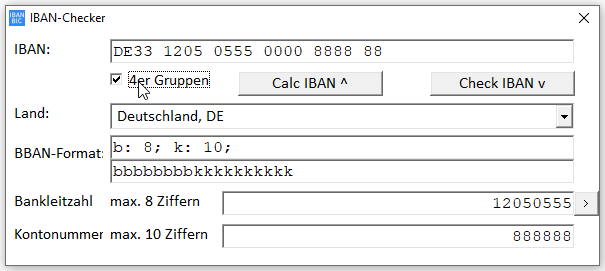 IBAN BIC IBAN-Checker
IBAN: DE33 1205 0555 0000 8888 88
4er Gruppen Calc IBAN ^ Check IBAN v
Land: Deutschland, DE
BBAN-Format: b: 8; k: 10;
bbbbbbbbkkkkkkkkkk
Bankleitzahl max. 8 Ziffern 12050555 >
Kontonummer max. 10 Ziffern 888888